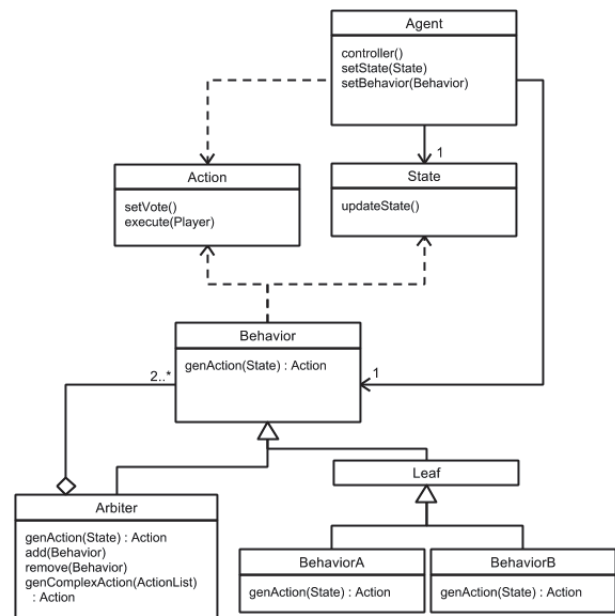 Agent
controller()
setState(State)
setBehavior(Behavior)
1
Action
setVote()
execute(Player)
State
updateState()
Behavior
genAction(State) : Action
2..*
1
Leaf
Arbiter
genAction(State) : Action
add(Behavior)
remove(Behavior)
genComplexAction(ActionList)
: Action
BehaviorA
genAction(State) : Action
BehaviorB
genAction(State) : Action